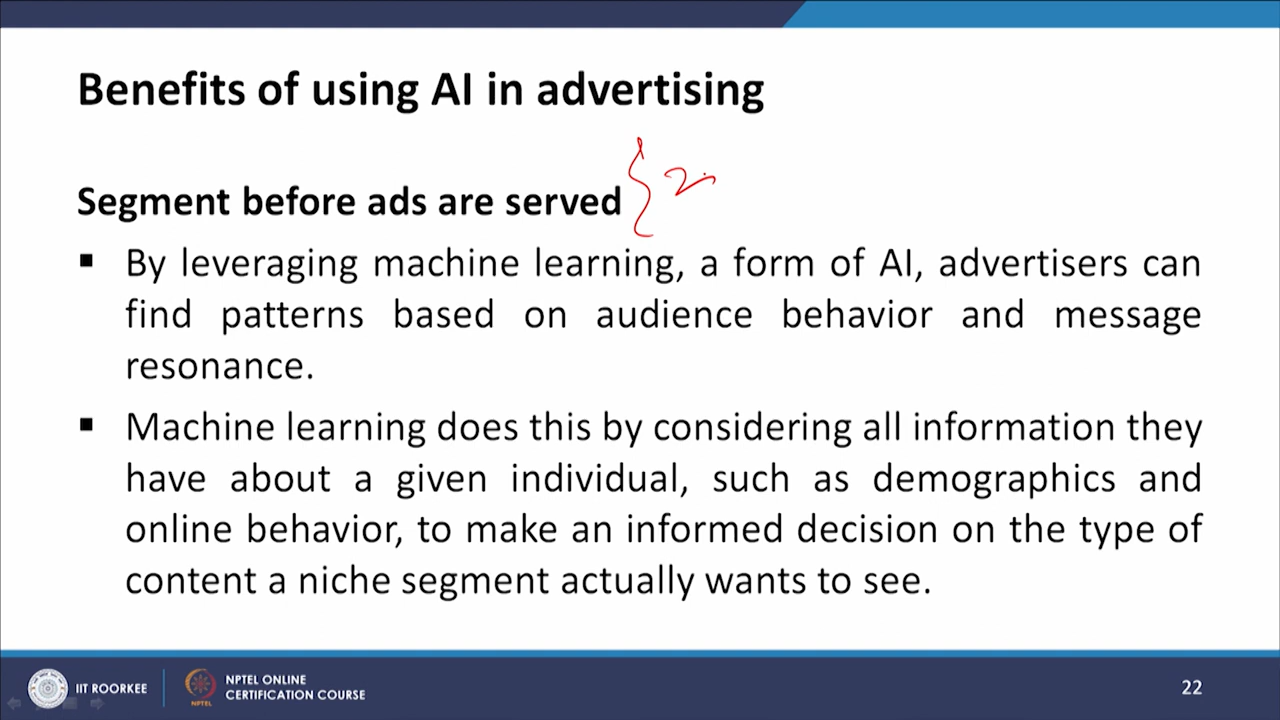 Benefits of using AI in advertising
Segment before ads are served
2
▪ By leveraging machine learning, a form of AI, advertisers can
find patterns based on audience behavior and message
resonance.
▪ Machine learning does this by considering all information they
have about a given individual, such as demographics and
online behavior, to make an informed decision on the type of
content a niche segment actually wants to see.
IIT ROORKEE
NPTEL
NPTEL ONLINE
CERTIFICATION COURSE
22